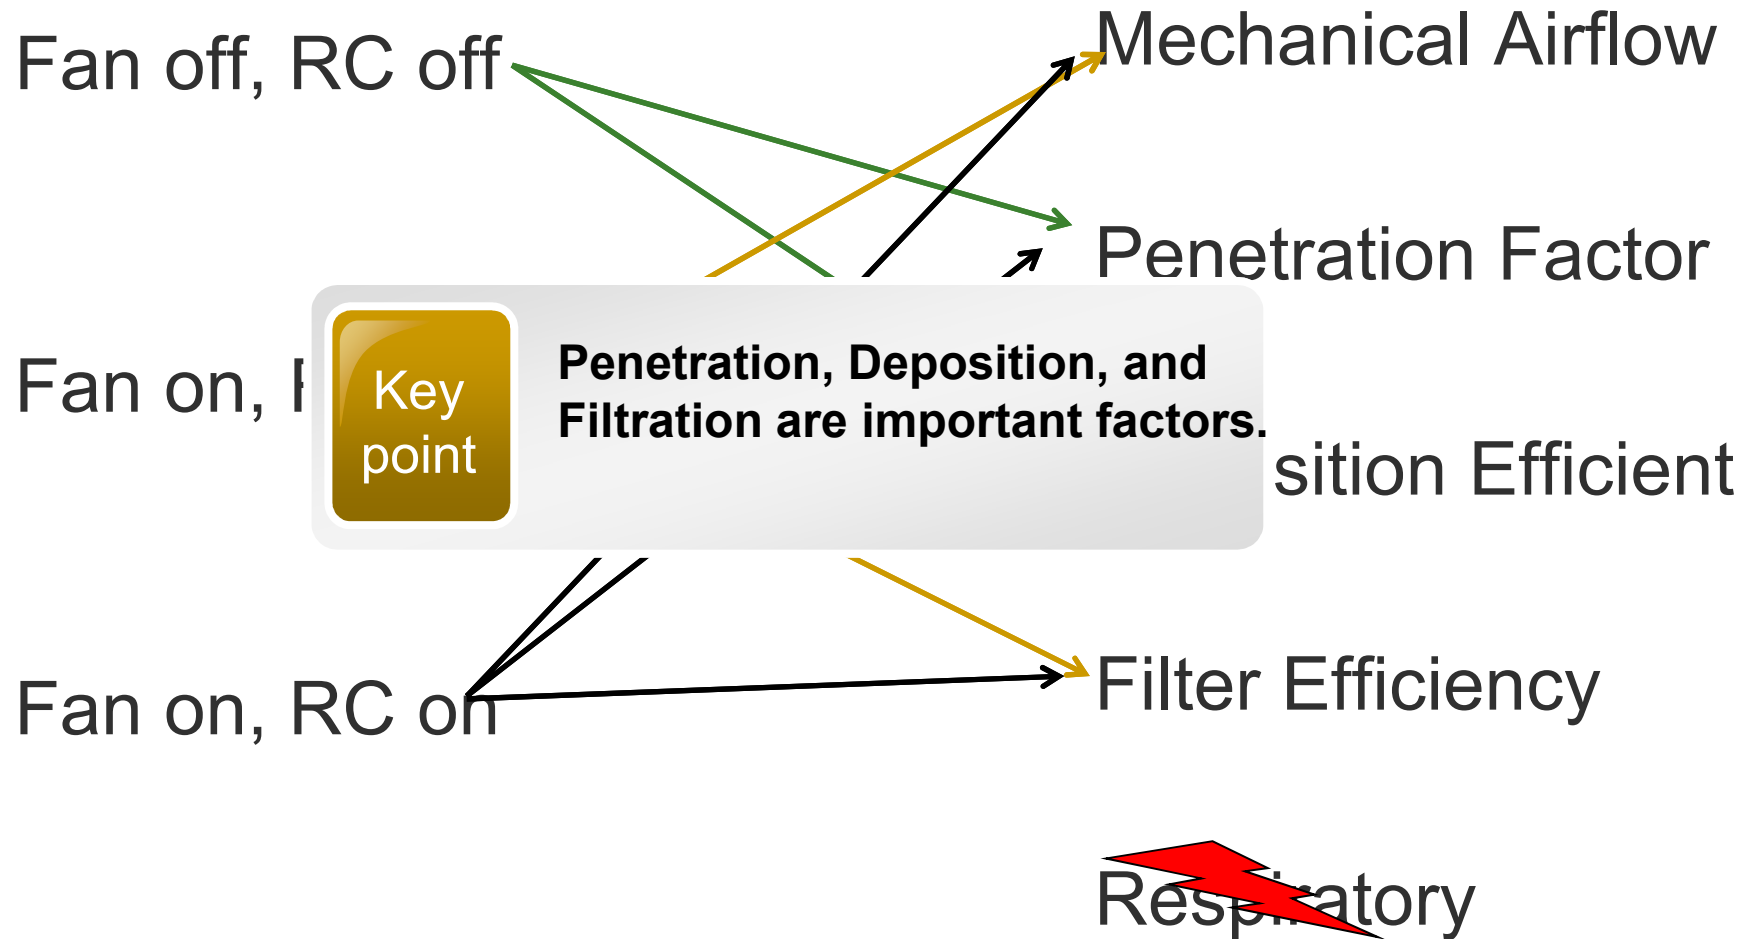 Fan off, RC off
Mechanical Airflow
Penetration Factor
Fan on,
Key
point
Penetration, Deposition, and
Filtration are important factors.
sition Efficient
Filter Efficiency
Fan on, RC on
Respiratory